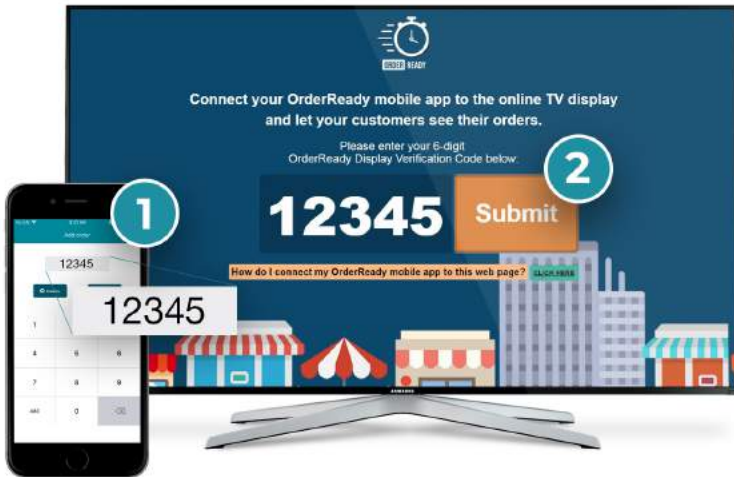 ORDER READY
Connect your OrderReady mobile app to the online TV display
and let your customers see their orders.
Please enter your 6-digit
OrderReady Display Verification Code below:
12345
Submit
2
How do I connect my OrderReady mobile app to this web page?
CLICK HERE
SAMSUNG
1
Add order
12345
12345
1
4
5
6
7
8
9
ABC
0